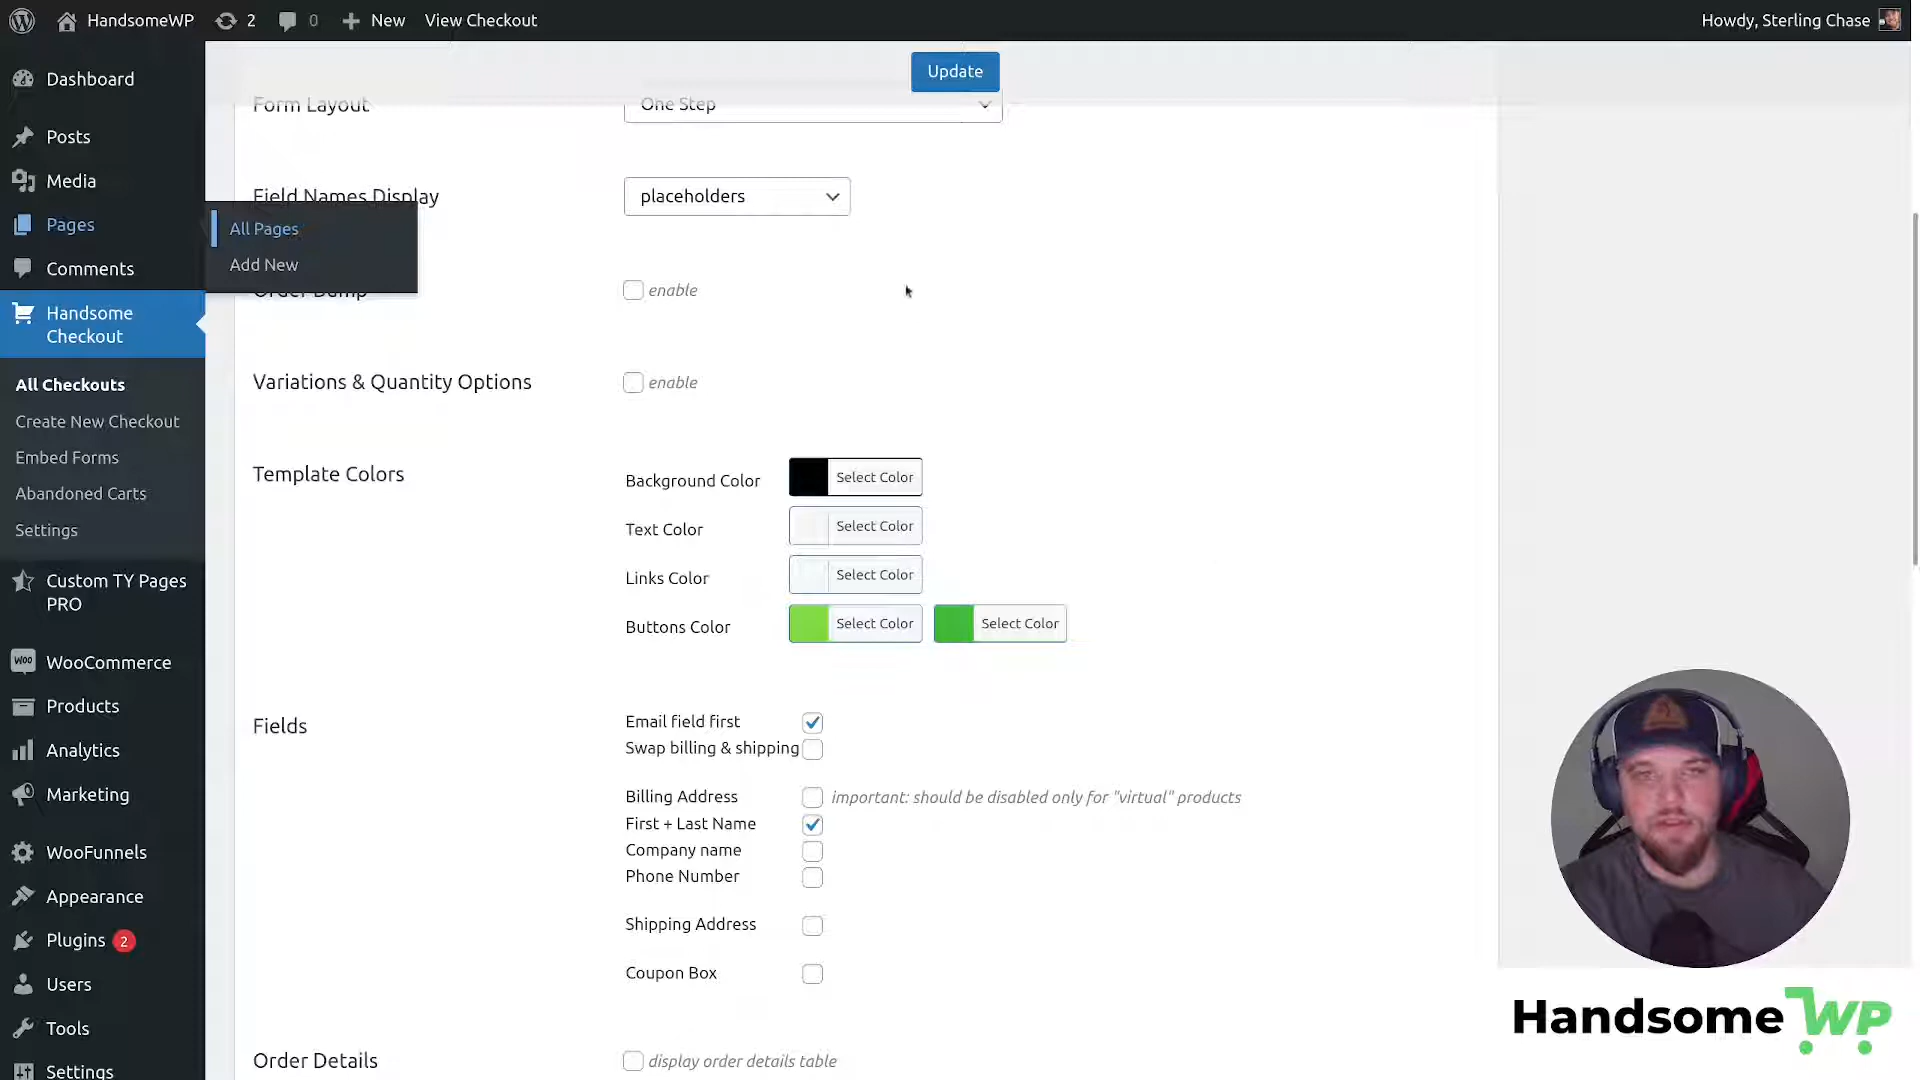 HandsomeWP 2 0 New View Checkout Howdy, Sterling Chase
Update
Dashboard
Posts
Media
Pages
All Pages
Add New
Comments
Handsome
Checkout
All Checkouts
Create New Checkout
Embed Forms
Abandoned Carts
Settings
Custom TY Pages
PRO
WOO WooCommerce
Products
Analytics
Marketing
WooFunnels
Appearance
Plugins 2
Users
Tools
Settings
Form Layout One Step
Field Names Display placeholders
Order Bump enable
Variations & Quantity Options enable
Template Colors
Background Color Select Color
Text Color Select Color
Links Color Select Color
Buttons Color Select Color Select Color
Fields
Email field first
Swap billing & shipping
Billing Address important: should be disabled only for "virtual" products
First + Last Name
Company name
Phone Number
Shipping Address
Coupon Box
Order Details display order details table
Handsome WP